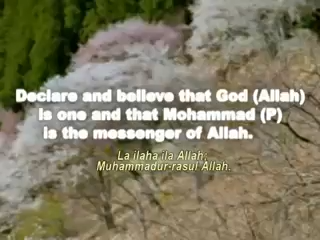 Declare and believe that God (Allah)
is one and that Mohammad (P)
is the messenger of Allah.
La ilaha ila Allah;
Muhammadur-rasul Allah.